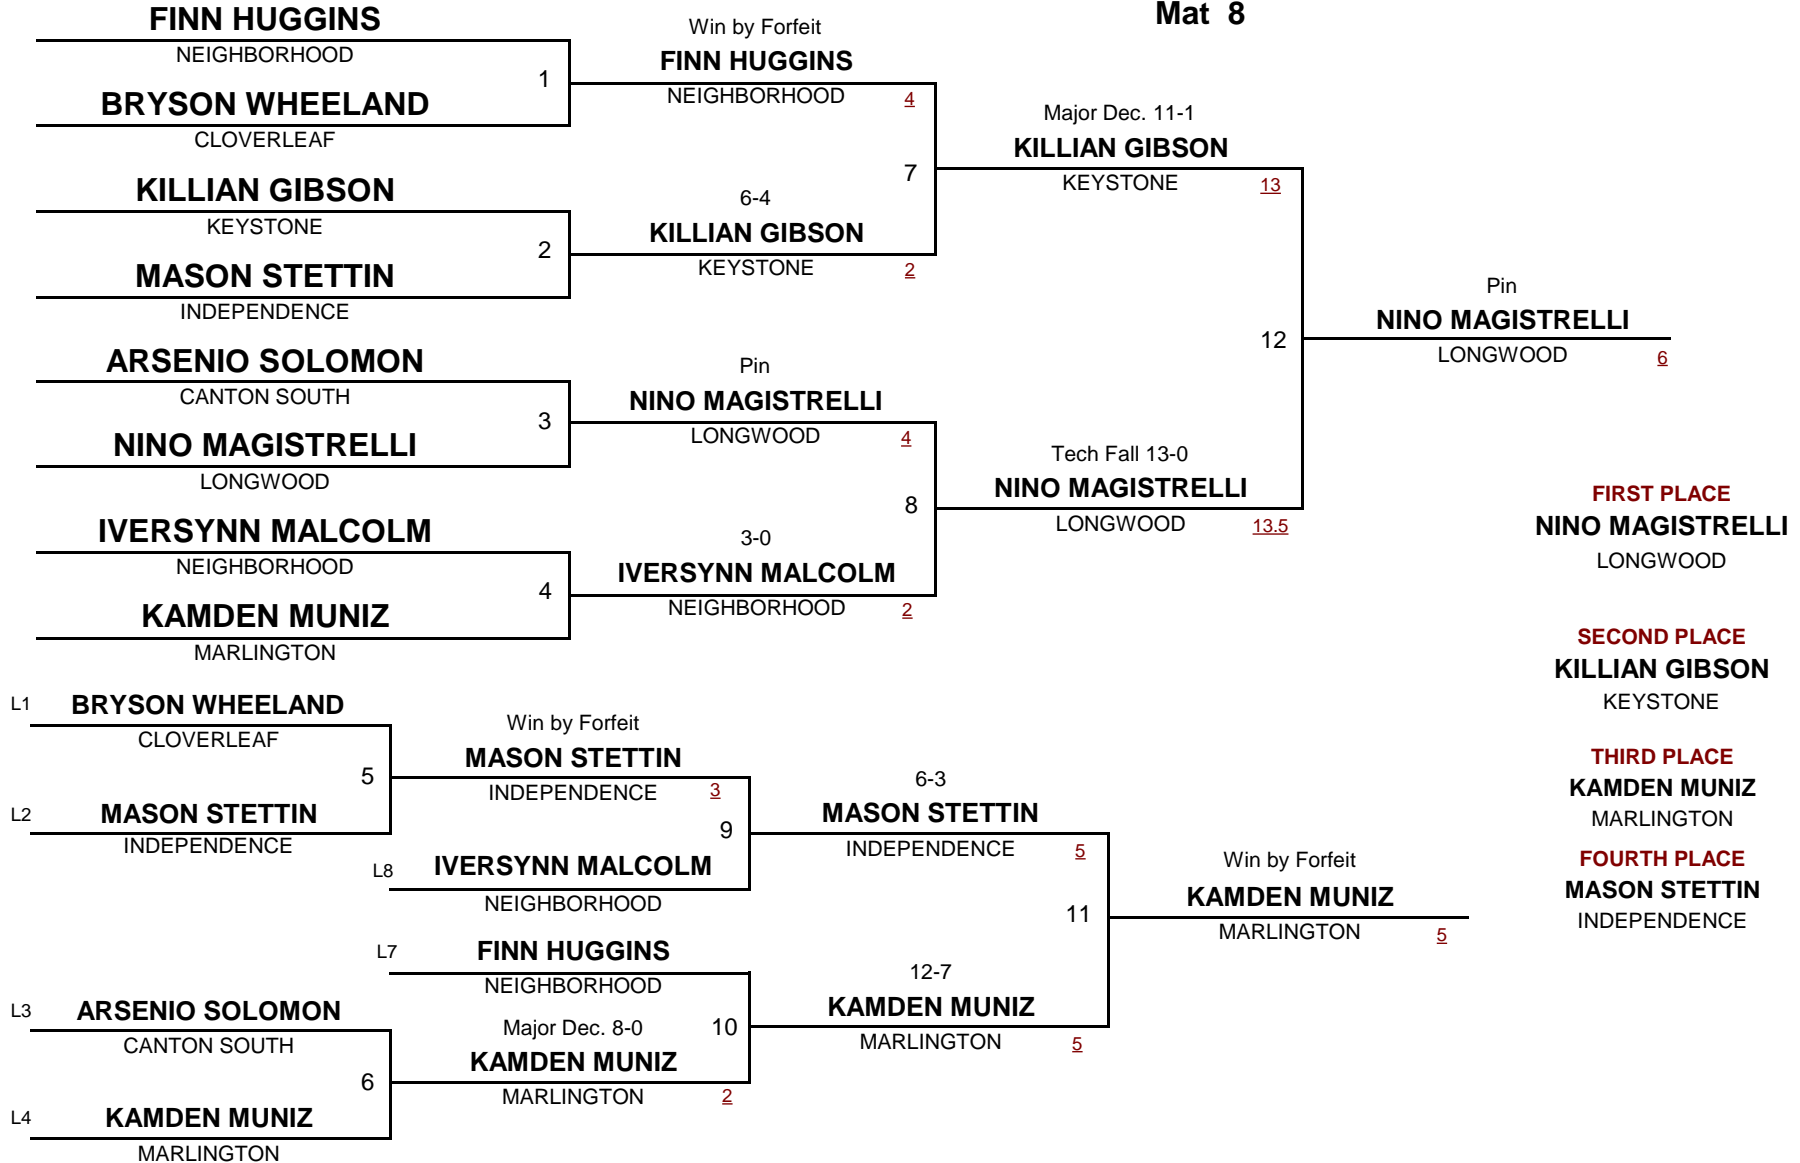 Mat 8
FINN HUGGINS
NEIGHBORHOOD
1
BRYSON WHEELAND
CLOVERLEAF
KILLIAN GIBSON
KEYSTONE
2
MASON STETTIN
INDEPENDENCE
ARSENIO SOLOMON
CANTON SOUTH
3
NINO MAGISTRELLI
LONGWOOD
IVERSYNN MALCOLM
NEIGHBORHOOD
4
KAMDEN MUNIZ
MARLINGTON
Win by Forfeit
FINN HUGGINS
NEIGHBORHOOD 4
7
6-4
KILLIAN GIBSON
KEYSTONE 2
Pin
NINO MAGISTRELLI
LONGWOOD 4
8
3-0
IVERSYNN MALCOLM
NEIGHBORHOOD 2
Major Dec. 11-1
KILLIAN GIBSON
KEYSTONE 13
12
Tech Fall 13-0
NINO MAGISTRELLI
LONGWOOD 13.5
Pin
NINO MAGISTRELLI
LONGWOOD 6
FIRST PLACE
NINO MAGISTRELLI
LONGWOOD
SECOND PLACE
KILLIAN GIBSON
KEYSTONE
THIRD PLACE
KAMDEN MUNIZ
MARLINGTON
FOURTH PLACE
MASON STETTIN
INDEPENDENCE
L1 BRYSON WHEELAND
CLOVERLEAF
5
L2 MASON STETTIN
INDEPENDENCE
L3 ARSENIO SOLOMON
CANTON SOUTH
6
L4 KAMDEN MUNIZ
MARLINGTON
Win by Forfeit
MASON STETTIN
INDEPENDENCE 3
9
L8 IVERSYNN MALCOLM
NEIGHBORHOOD
L7 FINN HUGGINS
NEIGHBORHOOD
Major Dec. 8-0 10
KAMDEN MUNIZ
MARLINGTON 2
6-3
MASON STETTIN
INDEPENDENCE 5
11
12-7
KAMDEN MUNIZ
MARLINGTON 5
Win by Forfeit
KAMDEN MUNIZ
MARLINGTON 5